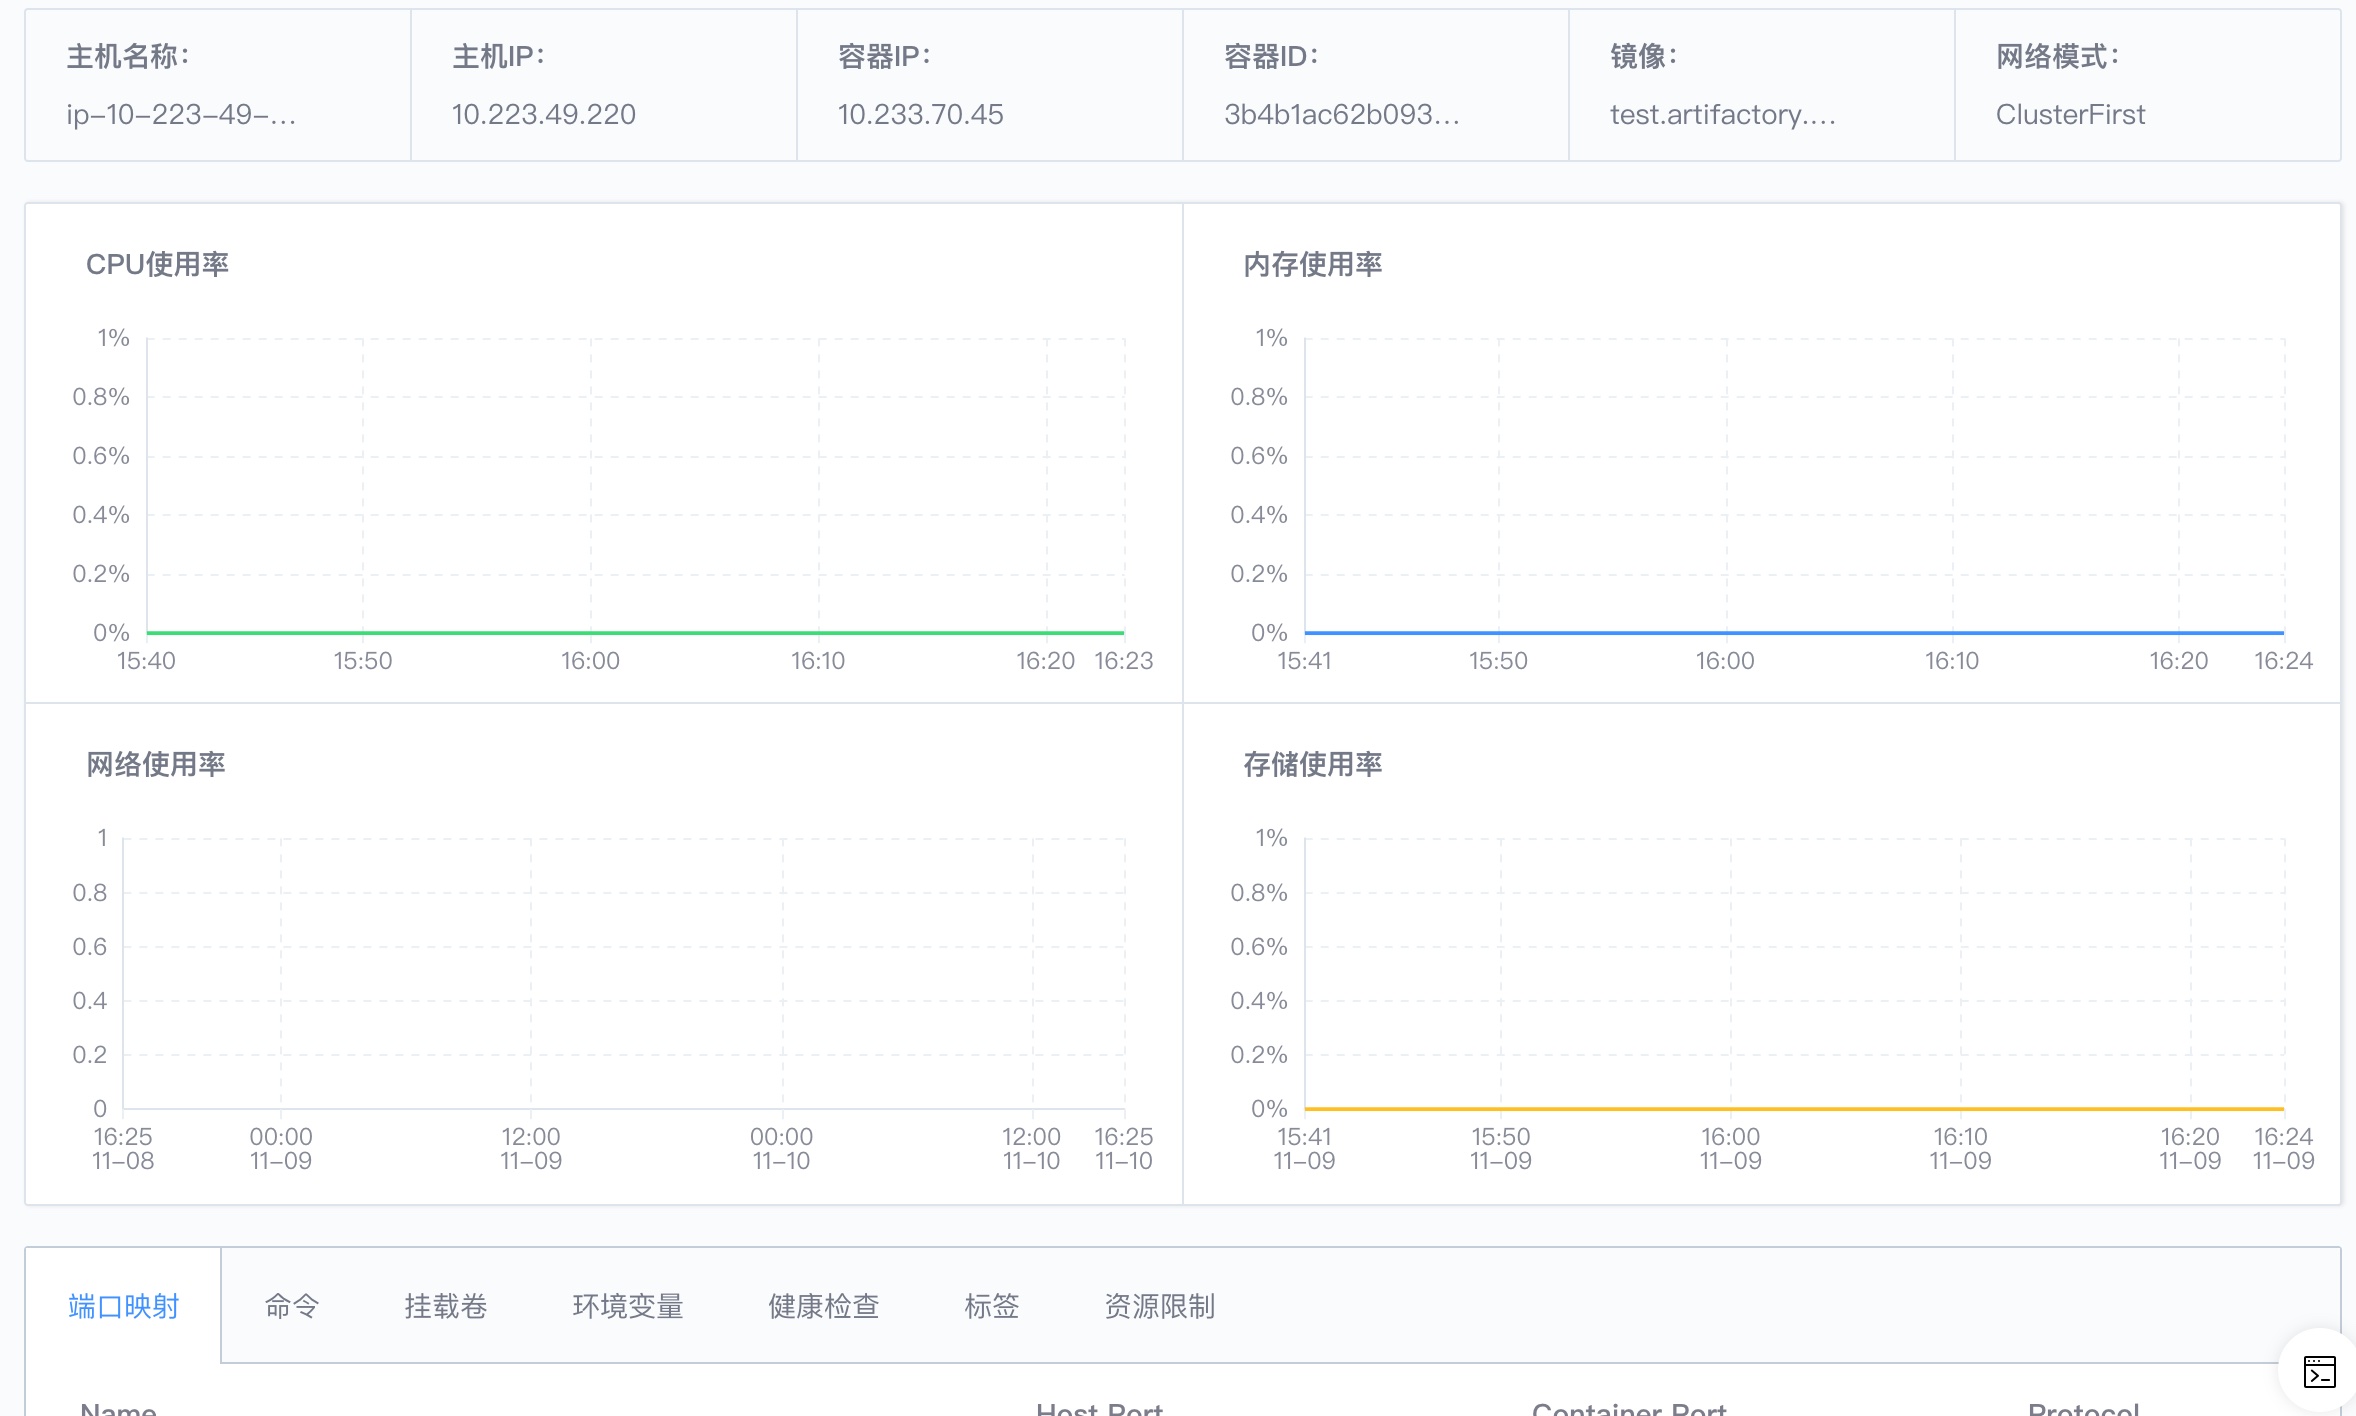 主机名称：
ip-10-223-49-...
主机IP：
10.223.49.220
容器IP：
10.233.70.45
容器ID：
3b4b1ac62b093...
镜像：
test.artifactory....
网络模式：
ClusterFirst
CPU使用率
1%
0.8%
0.6%
0.4%
0.2%
0%
15:40 15:50 16:00 16:10 16:20 16:23
内存使用率
1%
0.8%
0.6%
0.4%
0.2%
0%
15:41 15:50 16:00 16:10 16:20 16:24
网络使用率
1
0.8
0.6
0.4
0.2
0
16:25 00:00 12:00 00:00 12:00 16:25
11-08 11-09 11-09 11-10 11-10 11-10
存储使用率
1%
0.8%
0.6%
0.4%
0.2%
0%
15:41 15:50 16:00 16:10 16:20 16:24
11-09 11-09 11-09 11-09 11-09 11-09
端口映射 命令 挂载卷 环境变量 健康检查 标签 资源限制
Name Host Port Container Port Protocol